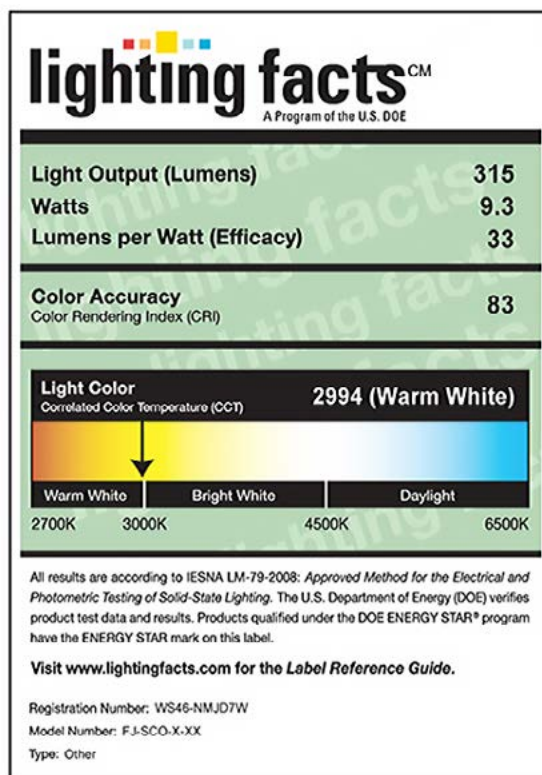 lighting facts CM
A Program of the U.S. DOE
Light Output (Lumens) 315
Watts 9.3
Lumens per Watt (Efficacy) 33
Color Accuracy 83
Color Rendering Index (CRI)
Light Color 2994 (Warm White)
Correlated Color Temperature (CCT)
Warm White Bright White Daylight
2700K 3000K 4500K 6500K
All results are according to IESNA LM-79-2008: Approved Method for the Electrical and
Photometric Testing of Solid-State Lighting. The U.S. Department of Energy (DOE) verifies
product test data and results. Products qualified under the DOE ENERGY STAR® program
have the ENERGY STAR mark on this label.
Visit www.lightingfacts.com for the Label Reference Guide.
Registration Number: WS46-NMJD7W
Model Number: FJ-SCO-X-XX
Type: Other